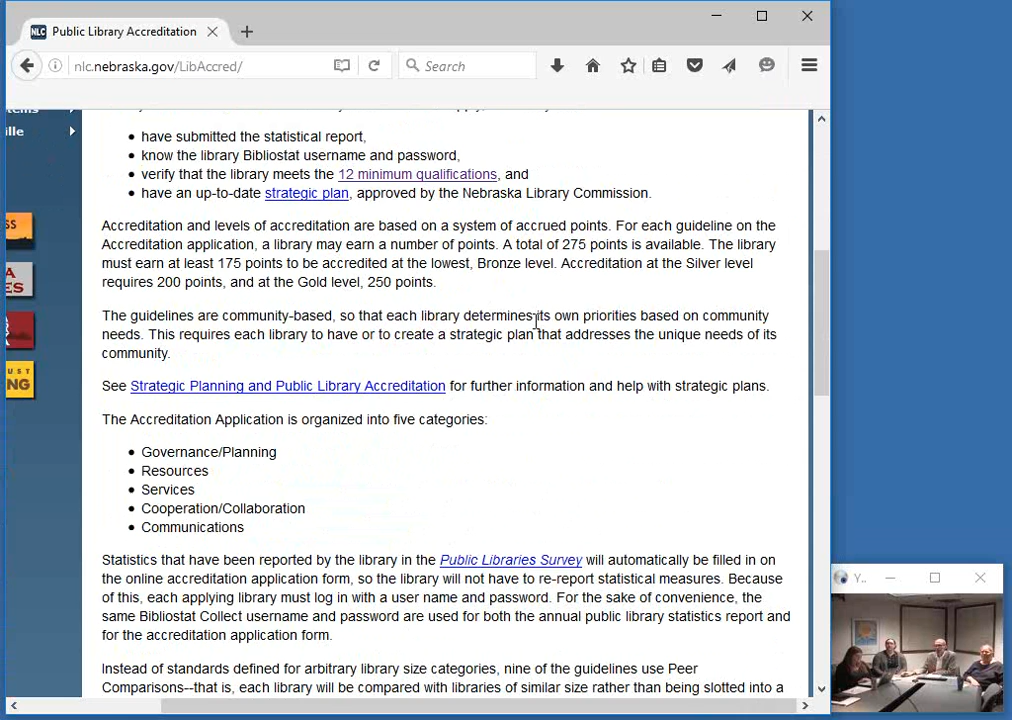 Public Library Accreditation
nlc.nebraska.gov/LibAccred/
Search
ille
have submitted the statistical report,
know the library Bibliostat username and password,
verify that the library meets the 12 minimum qualifications, and
have an up-to-date strategic plan, approved by the Nebraska Library Commission.
Accreditation and levels of accreditation are based on a system of accrued points. For each guideline on the
Accreditation application, a library may earn a number of points. A total of 275 points is available. The library
must earn at least 175 points to be accredited at the lowest, Bronze level. Accreditation at the Silver level
requires 200 points, and at the Gold level, 250 points.
The guidelines are community-based, so that each library determines its own priorities based on community
needs. This requires each library to have or to create a strategic plan that addresses the unique needs of its
community.
See Strategic Planning and Public Library Accreditation for further information and help with strategic plans.
The Accreditation Application is organized into five categories:
Governance/Planning
Resources
Services
Cooperation/Collaboration
Communications
Statistics that have been reported by the library in the Public Libraries Survey will automatically be filled in on
the online accreditation application form, so the library will not have to re-report statistical measures. Because
of this, each applying library must log in with a user name and password. For the sake of convenience, the
same Bibliostat Collect username and password are used for both the annual public library statistics report and
for the accreditation application form.
Instead of standards defined for arbitrary library size categories, nine of the guidelines use Peer
Comparisons--that is, each library will be compared with libraries of similar size rather than being slotted into a
NLC
SS
A
UST
NG
Y..